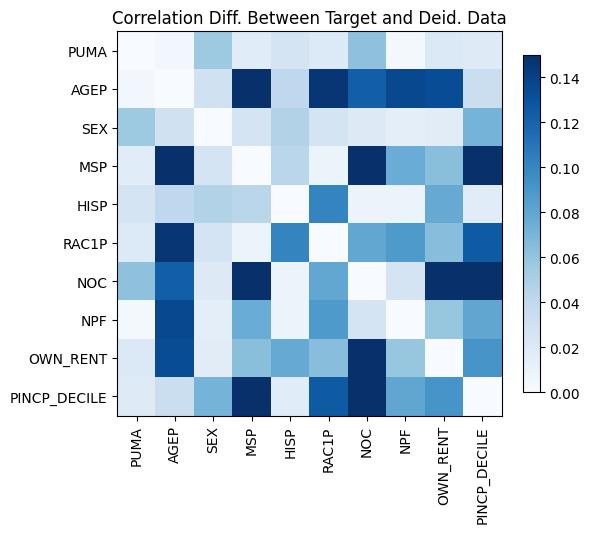 Correlation Diff. Between Target and Deid. Data
PUMA
AGEP
SEX
MSP
HISP
RAC1P
NOC
NPF
OWN_RENT
PINCP_DECILE
PUMA
AGEP
SEX
MSP
HISP
RAC1P
NOC
NPF
OWN_RENT
PINCP_DECILE
0.14
0.12
0.10
0.08
0.06
0.04
0.02
0.00